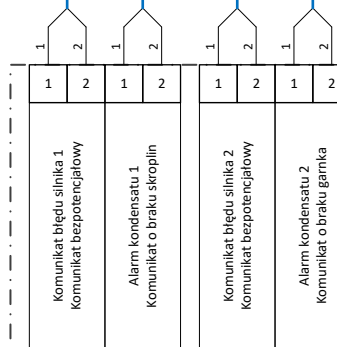 1 2 1 2 1 2 1 2
1 2 1 2 1 2 1 2
Komunikat błędu silnika 1
Komunikat bezpotencjałowy
Alarm kondensatu 1
Komunikat o braku skroplin
Komunikat błędu silnika 2
Komunikat bezpotencjałowy
Alarm kondensatu 2
Komunikat o braku garnka